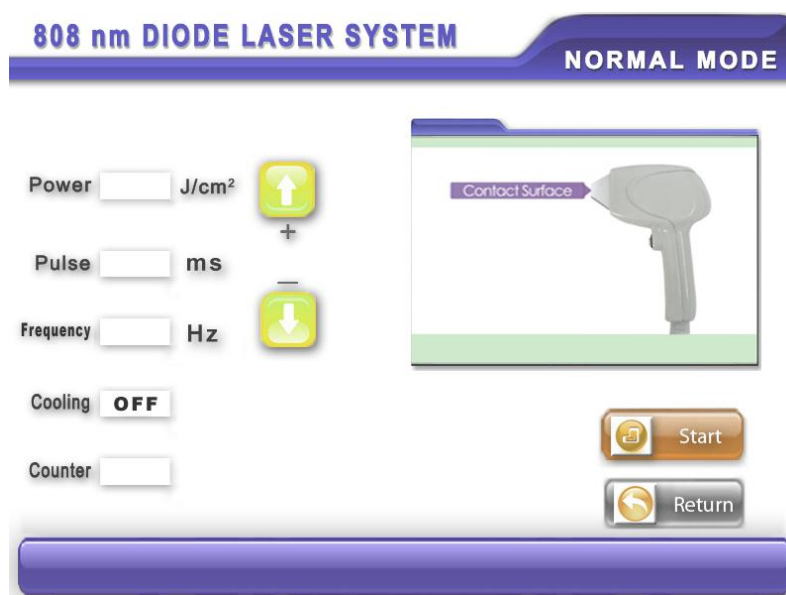 808 nm DIODE LASER SYSTEM
NORMAL MODE
Power J/cm²
+
Contact Surface
Pulse ms
−
Frequency Hz
Cooling OFF
Counter
Start
Return